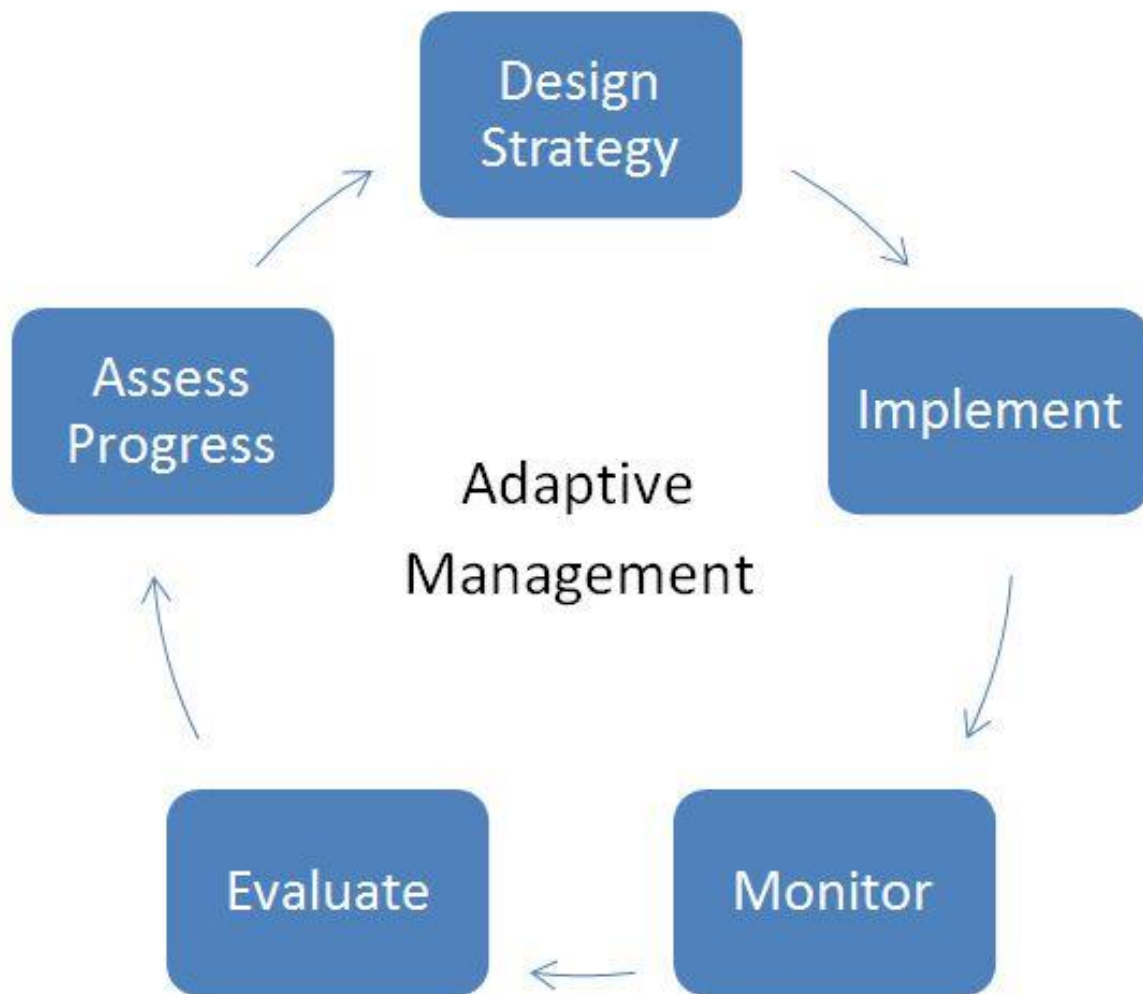 Design
Strategy
Implement
Monitor
Evaluate
Assess
Progress
Adaptive
Management